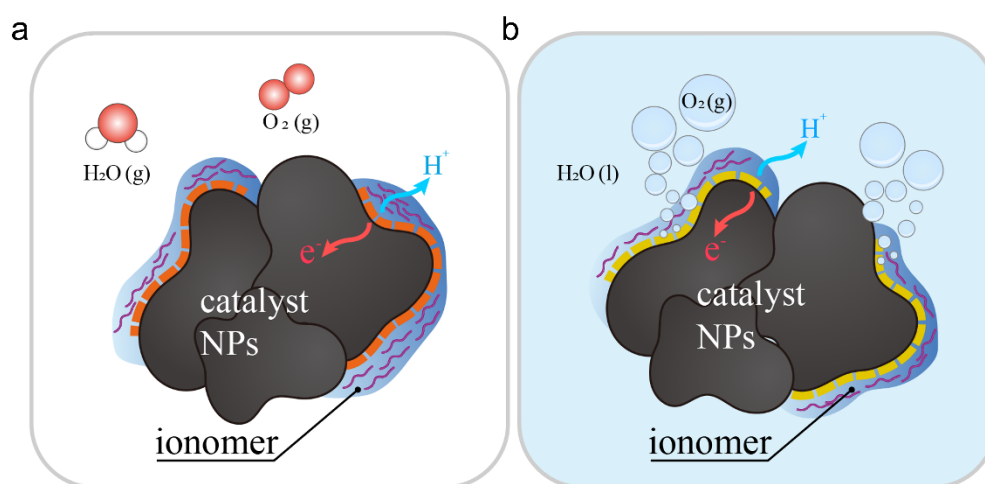 a
O₂ (g)
H₂O (g)
H⁺
e⁻
catalyst
NPs
ionomer
b
O₂ (g)
H⁺
H₂O (l)
e⁻
catalyst
NPs
ionomer